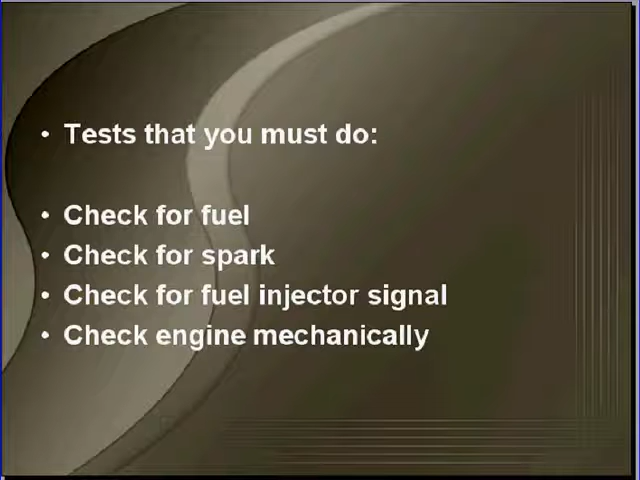 • Tests that you must do:
• Check for fuel
• Check for spark
• Check for fuel injector signal
• Check engine mechanically